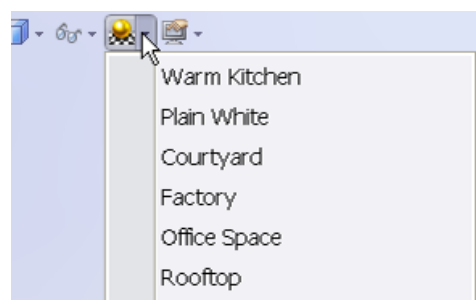 Warm Kitchen
Plain White
Courtyard
Factory
Office Space
Rooftop